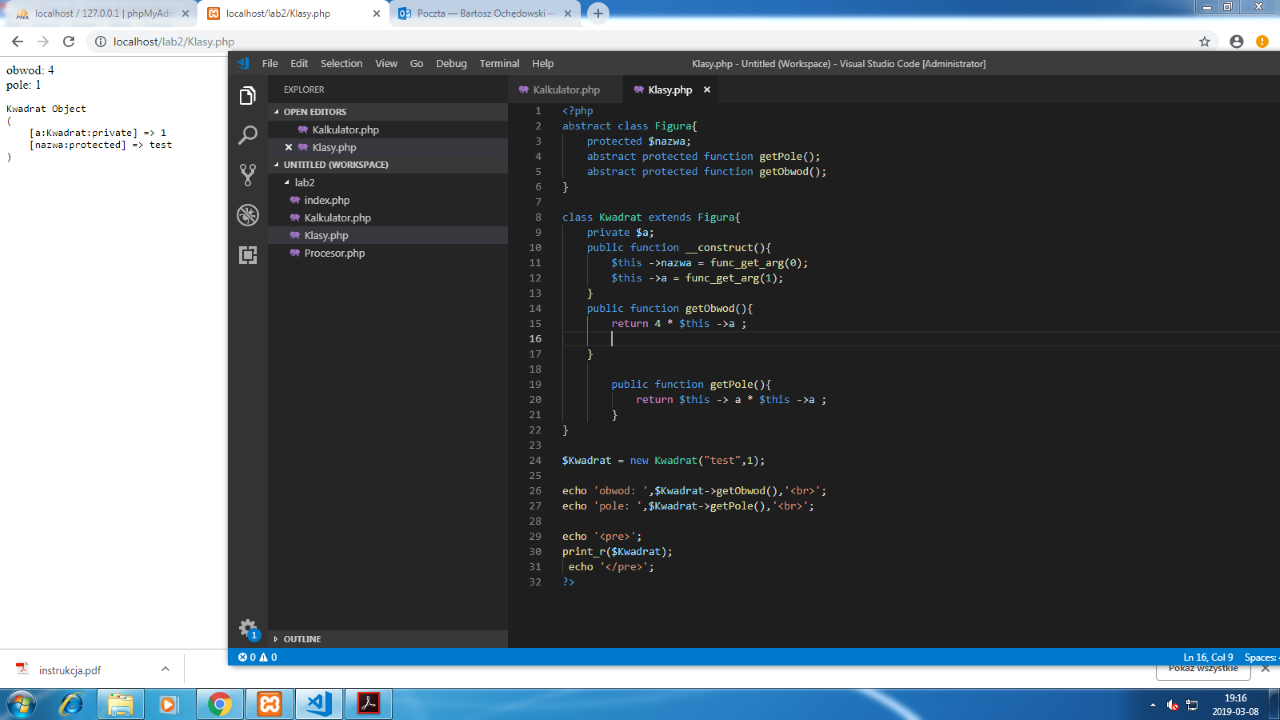 localhost / 127.0.0.1 | phpMyAd
localhost/lab2/Klasy.php
Poczta — Bartosz Ochędowski —
localhost/lab2/Klasy.php
obwod: 4
pole: 1
Kwadrat Object
(
[a:Kwadrat:private] => 1
[nazwa:protected] => test
)
File Edit Selection View Go Debug Terminal Help
Klasy.php - Untitled (Workspace) - Visual Studio Code [Administrator]
EXPLORER
OPEN EDITORS
Kalkulator.php
Klasy.php
UNTITLED (WORKSPACE)
lab2
index.php
Kalkulator.php
Klasy.php
Procesor.php
OUTLINE
1
Kalkulator.php
Klasy.php
1 <?php
2 abstract class Figura{
3 protected $nazwa;
4 abstract protected function getPole();
5 abstract protected function getObwod();
6 }
7
8 class Kwadrat extends Figura{
9 private $a;
10 public function __construct(){
11 $this ->nazwa = func_get_arg(0);
12 $this ->a = func_get_arg(1);
13 }
14 public function getObwod(){
15 return 4 * $this ->a ;
16
17 }
18
19 public function getPole(){
20 return $this -> a * $this ->a ;
21 }
22 }
23
24 $Kwadrat = new Kwadrat("test",1);
25
26 echo 'obwod: ',$Kwadrat->getObwod(),'<br>';
27 echo 'pole: ',$Kwadrat->getPole(),'<br>';
28
29 echo '<pre>';
30 print_r($Kwadrat);
31 echo '</pre>';
32 ?>
0 0
Ln 16, Col 9 Spaces:
instrukcja.pdf
Pokaż wszystkie
19:16
2019-03-08